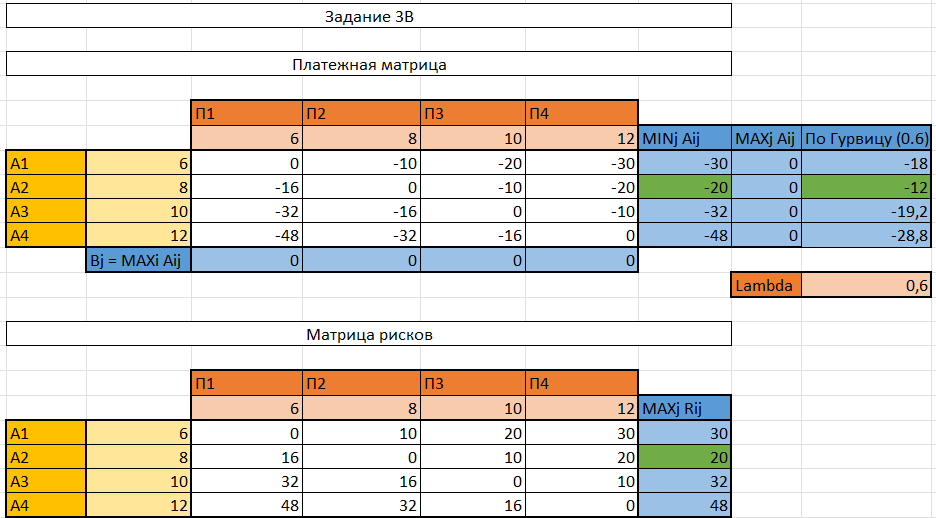 Задание 3В
Платежная матрица
П1 П2 П3 П4
6 8 10 12 MINj Aij MAXj Aij По Гурвицу (0.6)
A1 6 0 -10 -20 -30 -30 0 -18
A2 8 -16 0 -10 -20 -20 0 -12
A3 10 -32 -16 0 -10 -32 0 -19,2
A4 12 -48 -32 -16 0 -48 0 -28,8
Bj = MAXi Aij 0 0 0 0
Lambda 0,6
Матрица рисков
П1 П2 П3 П4
6 8 10 12 MAXj Rij
A1 6 0 10 20 30 30
A2 8 16 0 10 20 20
A3 10 32 16 0 10 32
A4 12 48 32 16 0 48